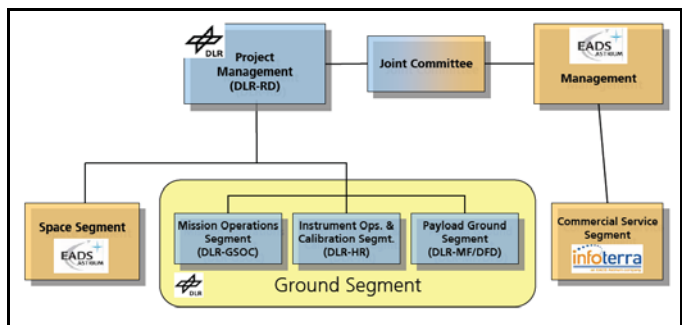 DLR
Project
Management
(DLR-RD)
Joint Committee
EADS
ASTRIUM
Management
Space Segment
EADS
ASTRIUM
Mission Operations
Segment
(DLR-GSOC)
Instrument Ops. &
Calibration Segmt.
(DLR-HR)
Payload Ground
Segment
(DLR-MF/DFD)
DLR
Ground Segment
Commercial Service
Segment
infoterra